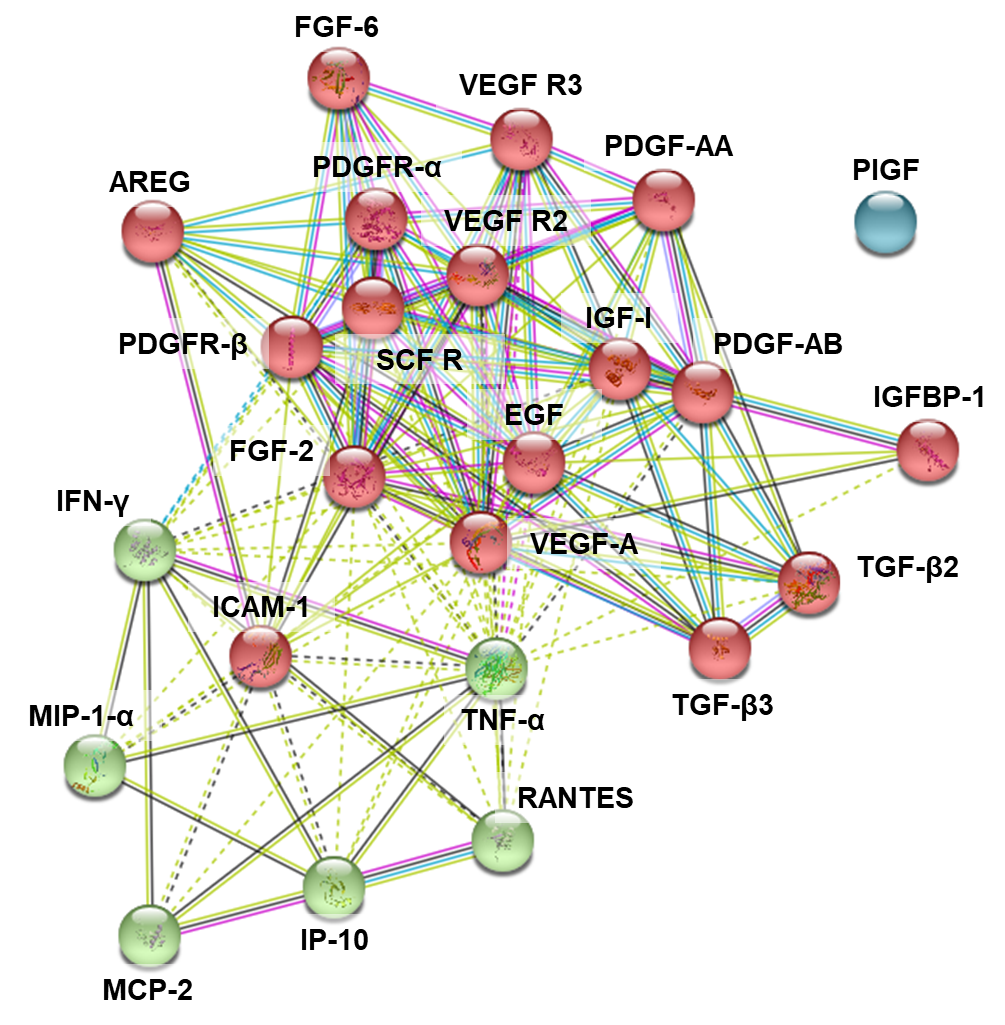 FGF-6
VEGF R3
PDGF-AA
PDGFR-α
PIGF
AREG
VEGF R2
IGF-I
PDGFR-β
PDGF-AB
SCF R
IGFBP-1
EGF
FGF-2
IFN-γ
VEGF-A
TGF-β2
ICAM-1
TGF-β3
MIP-1-α
TNF-α
RANTES
IP-10
MCP-2